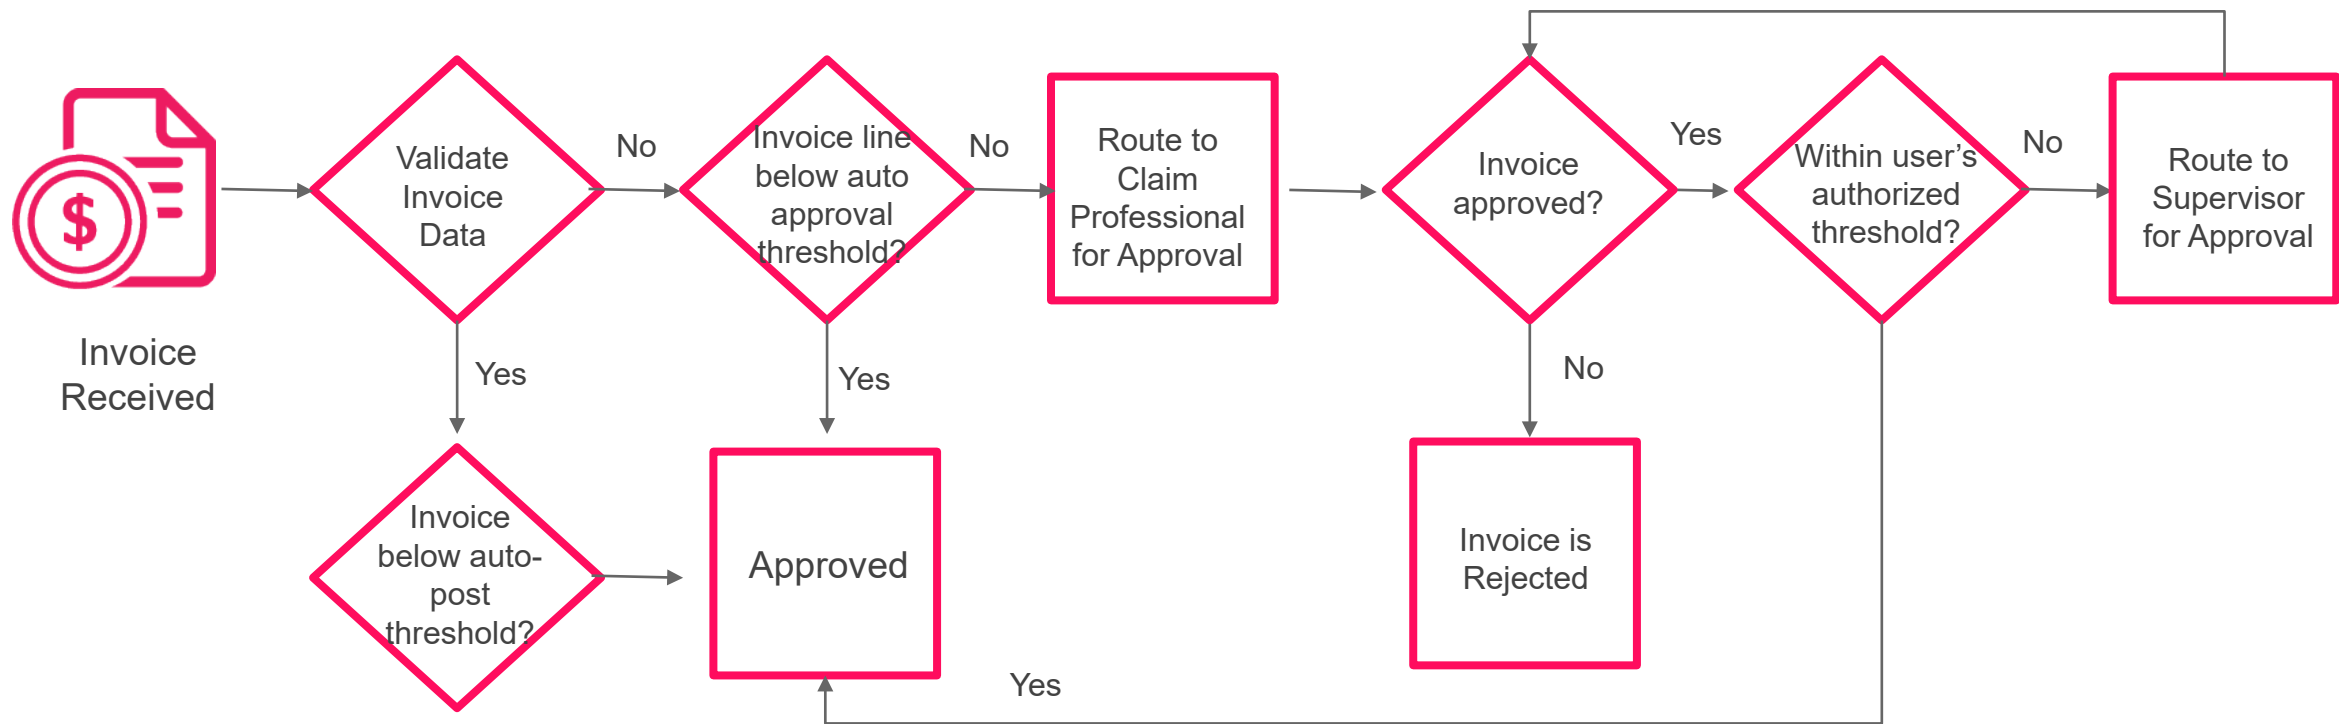 $
Invoice
Received
Validate
Invoice
Data
No
Yes
Invoice line
below auto
approval
threshold?
No
Yes
Route to
Claim
Professional
for Approval
Invoice
approved?
Yes
No
Within user’s
authorized
threshold?
No
Route to
Supervisor
for Approval
Invoice
below auto-
post
threshold?
Approved
Invoice is
Rejected
Yes